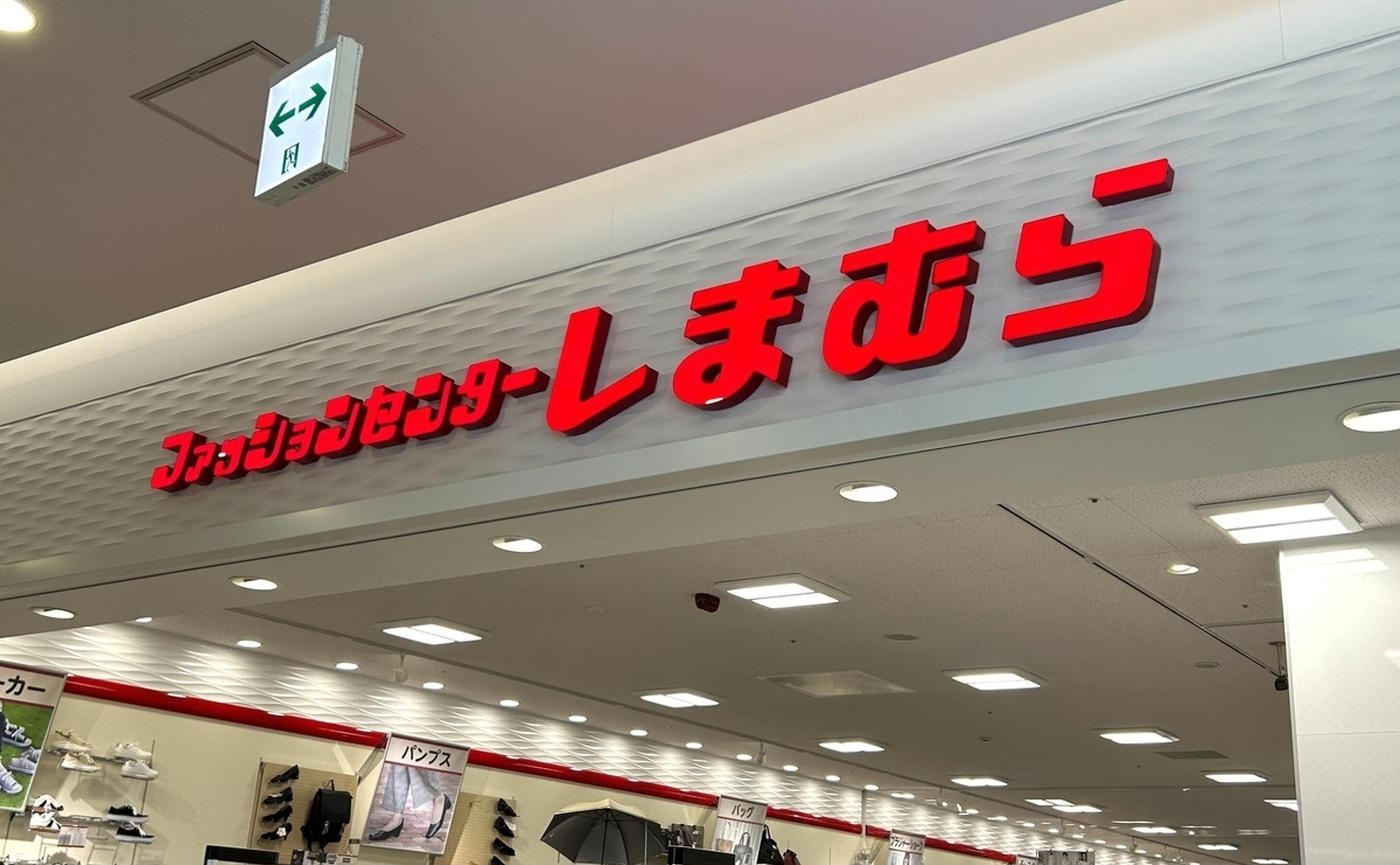 ファッションセンターしまむら
ーカー
パンプス
バッグ